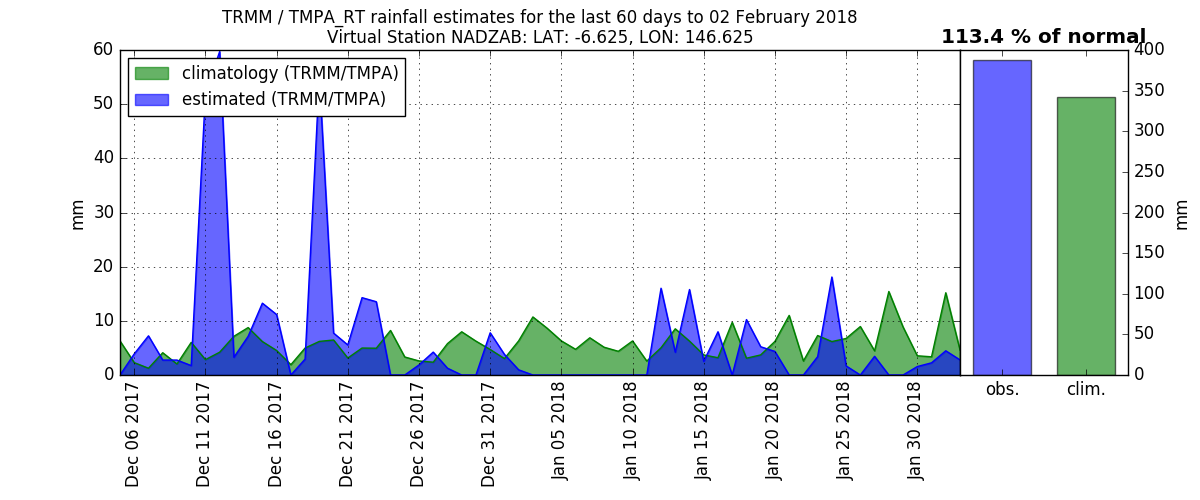 TRMM / TMPA_RT rainfall estimates for the last 60 days to 02 February 2018
Virtual Station NADZAB: LAT: -6.625, LON: 146.625
113.4 % of normal
climatology (TRMM/TMPA)
estimated (TRMM/TMPA)
60
50
40
30
20
10
0
mm
400
350
300
250
200
150
100
50
0
mm
obs.
clim.
Dec 06 2017
Dec 11 2017
Dec 16 2017
Dec 21 2017
Dec 26 2017
Dec 31 2017
Jan 05 2018
Jan 10 2018
Jan 15 2018
Jan 20 2018
Jan 25 2018
Jan 30 2018